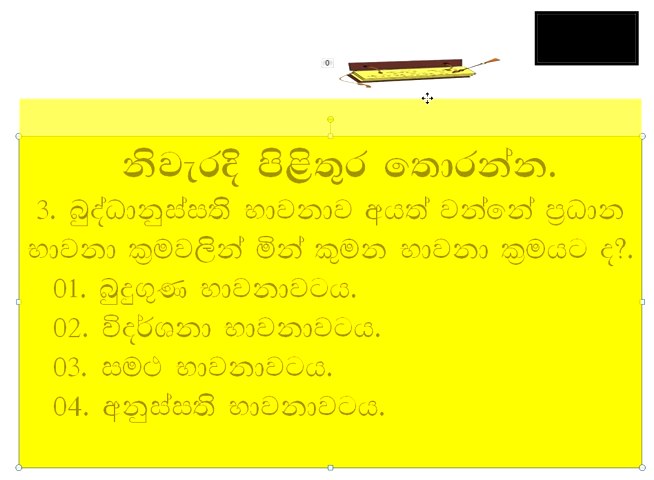 0
නිවැරදි පිළිතුර තොරන්න.
3. බුද්ධානුස්සති භාවනාව අයත් වන්නේ ප්‍රධාන
භාවනා ක්‍රමවලින් මින් කුමන භාවනා ක්‍රමයට ද?.
01. බුදුගුණ භාවනාවටය.
02. විදර්ශනා භාවනාවටය.
03. සමථ භාවනාවටය.
04. අනුස්සති භාවනාවටය.